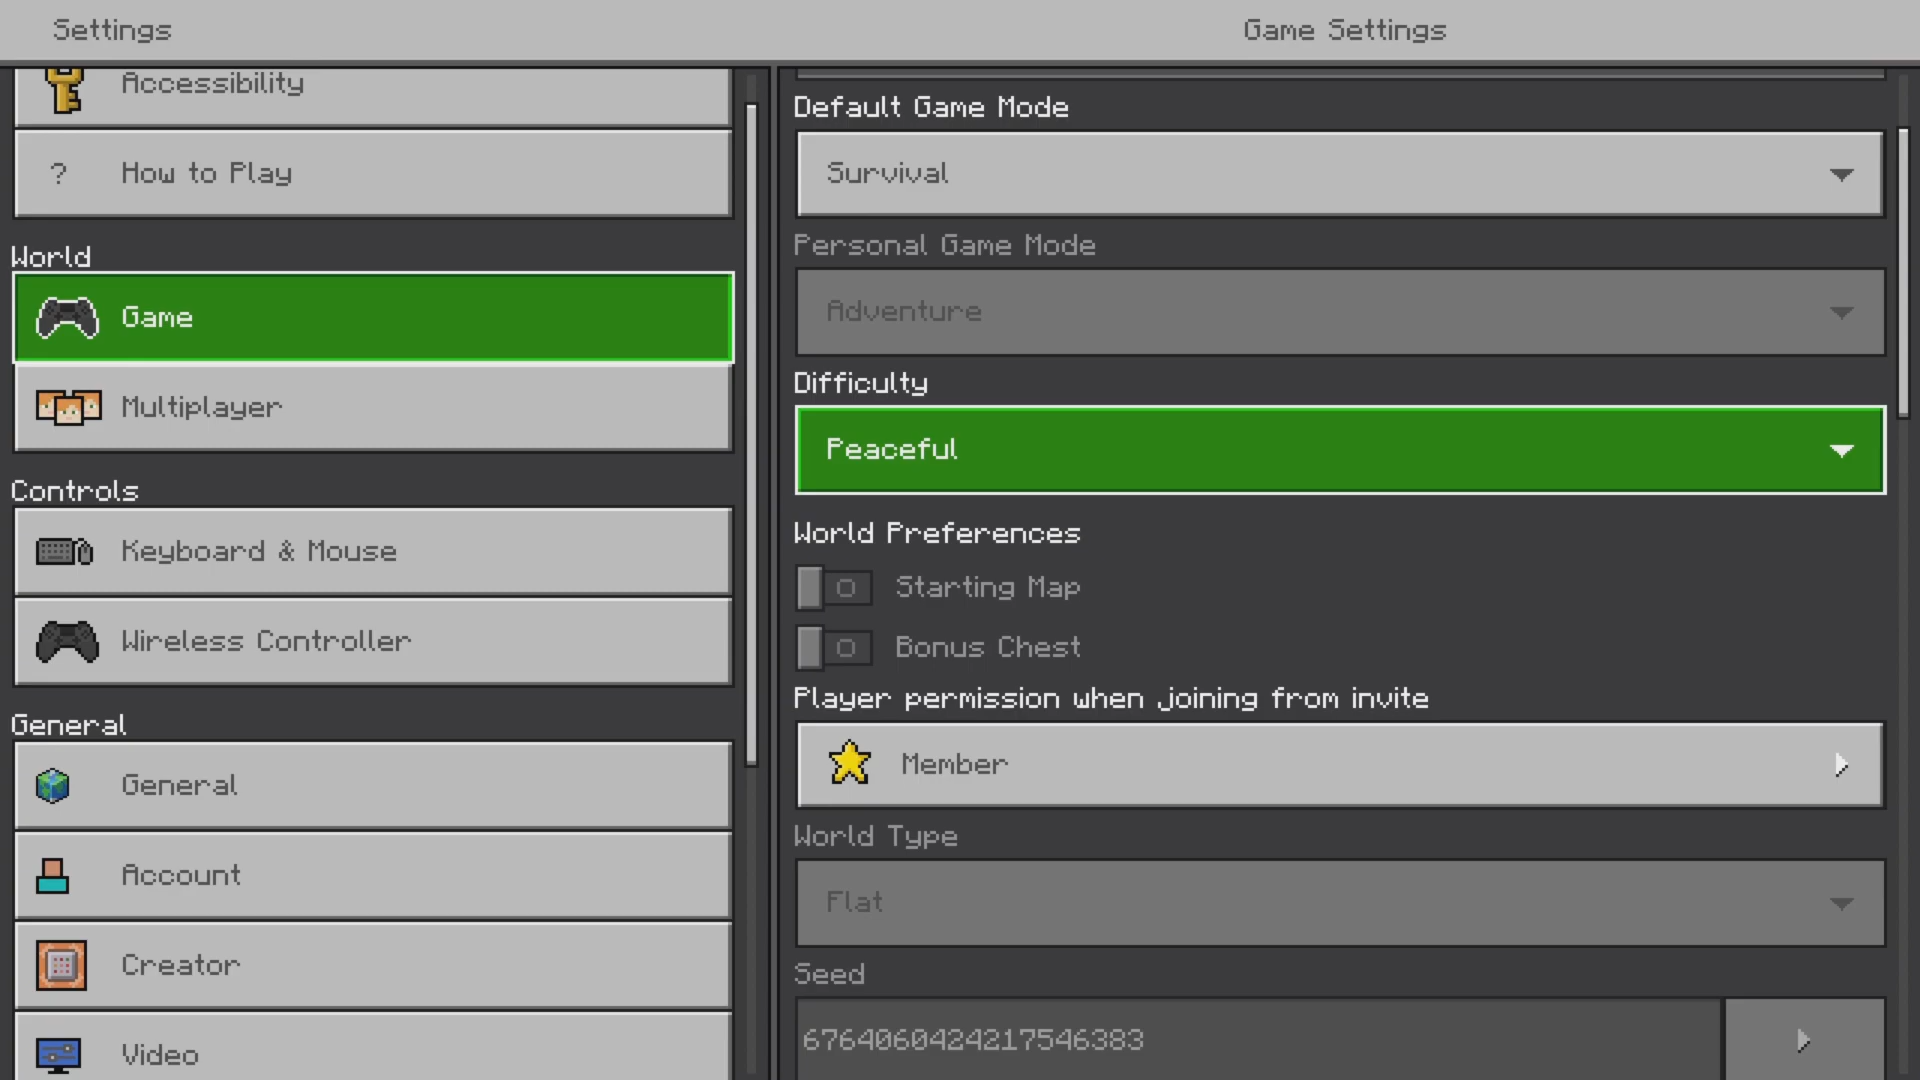 Settings
Game Settings
Accessibility
? How to Play
World
Game
Multiplayer
Controls
Keyboard & Mouse
Wireless Controller
General
General
Account
Creator
Video
Default Game Mode
Survival
Personal Game Mode
Adventure
Difficulty
Peaceful
World Preferences
Starting Map
Bonus Chest
Player permission when joining from invite
Member
World Type
Flat
Seed
6764060424217546383